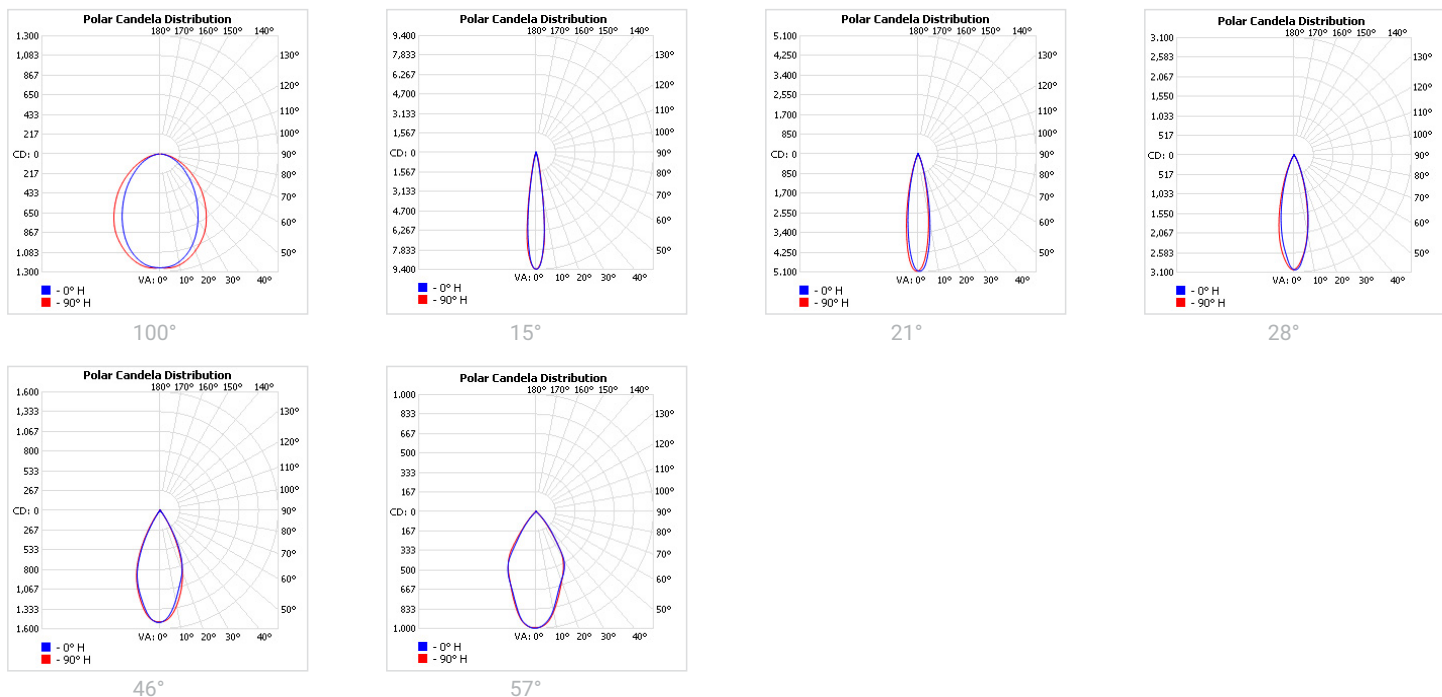 Polar Candela Distribution
180° 170° 160° 150° 140°
1.300
1,083 130°
867 120°
650 110°
433 100°
217
CD: 0 90°
217 80°
433 70°
650 60°
867
1,083 50°
1.300
VA: 0° 10° 20° 30° 40°
- 0° H
- 90° H
100°
Polar Candela Distribution
180° 170° 160° 150° 140°
9.400
7,833 130°
6.267 120°
4,700 110°
3.133 100°
1,567
CD: 0 90°
1.567 80°
3,133 70°
4.700 60°
6,267
7.833 50°
9.400
VA: 0° 10° 20° 30° 40°
- 0° H
- 90° H
15°
Polar Candela Distribution
180° 170° 160° 150° 140°
5.100
4,250 130°
3.400 120°
2,550 110°
1.700 100°
850
CD: 0 90°
850 80°
1,700 70°
2.550 60°
3,400
4.250 50°
5.100
VA: 0° 10° 20° 30° 40°
- 0° H
- 90° H
21°
Polar Candela Distribution
180° 170° 160° 150° 140°
3.100
2,583 130°
2.067 120°
1,550 110°
1.033 100°
517
CD: 0 90°
517 80°
1,033 70°
1.550 60°
2,067
2.583 50°
3.100
VA: 0° 10° 20° 30° 40°
- 0° H
- 90° H
28°
Polar Candela Distribution
180° 170° 160° 150° 140°
1.600
1,333 130°
1.067 120°
800 110°
533 100°
267
CD: 0 90°
267 80°
533 70°
800 60°
1,067
1.333 50°
1.600
VA: 0° 10° 20° 30° 40°
- 0° H
- 90° H
46°
Polar Candela Distribution
180° 170° 160° 150° 140°
1.000
833 130°
667 120°
500 110°
333 100°
167
CD: 0 90°
167 80°
333 70°
500 60°
667
833 50°
1.000
VA: 0° 10° 20° 30° 40°
- 0° H
- 90° H
57°